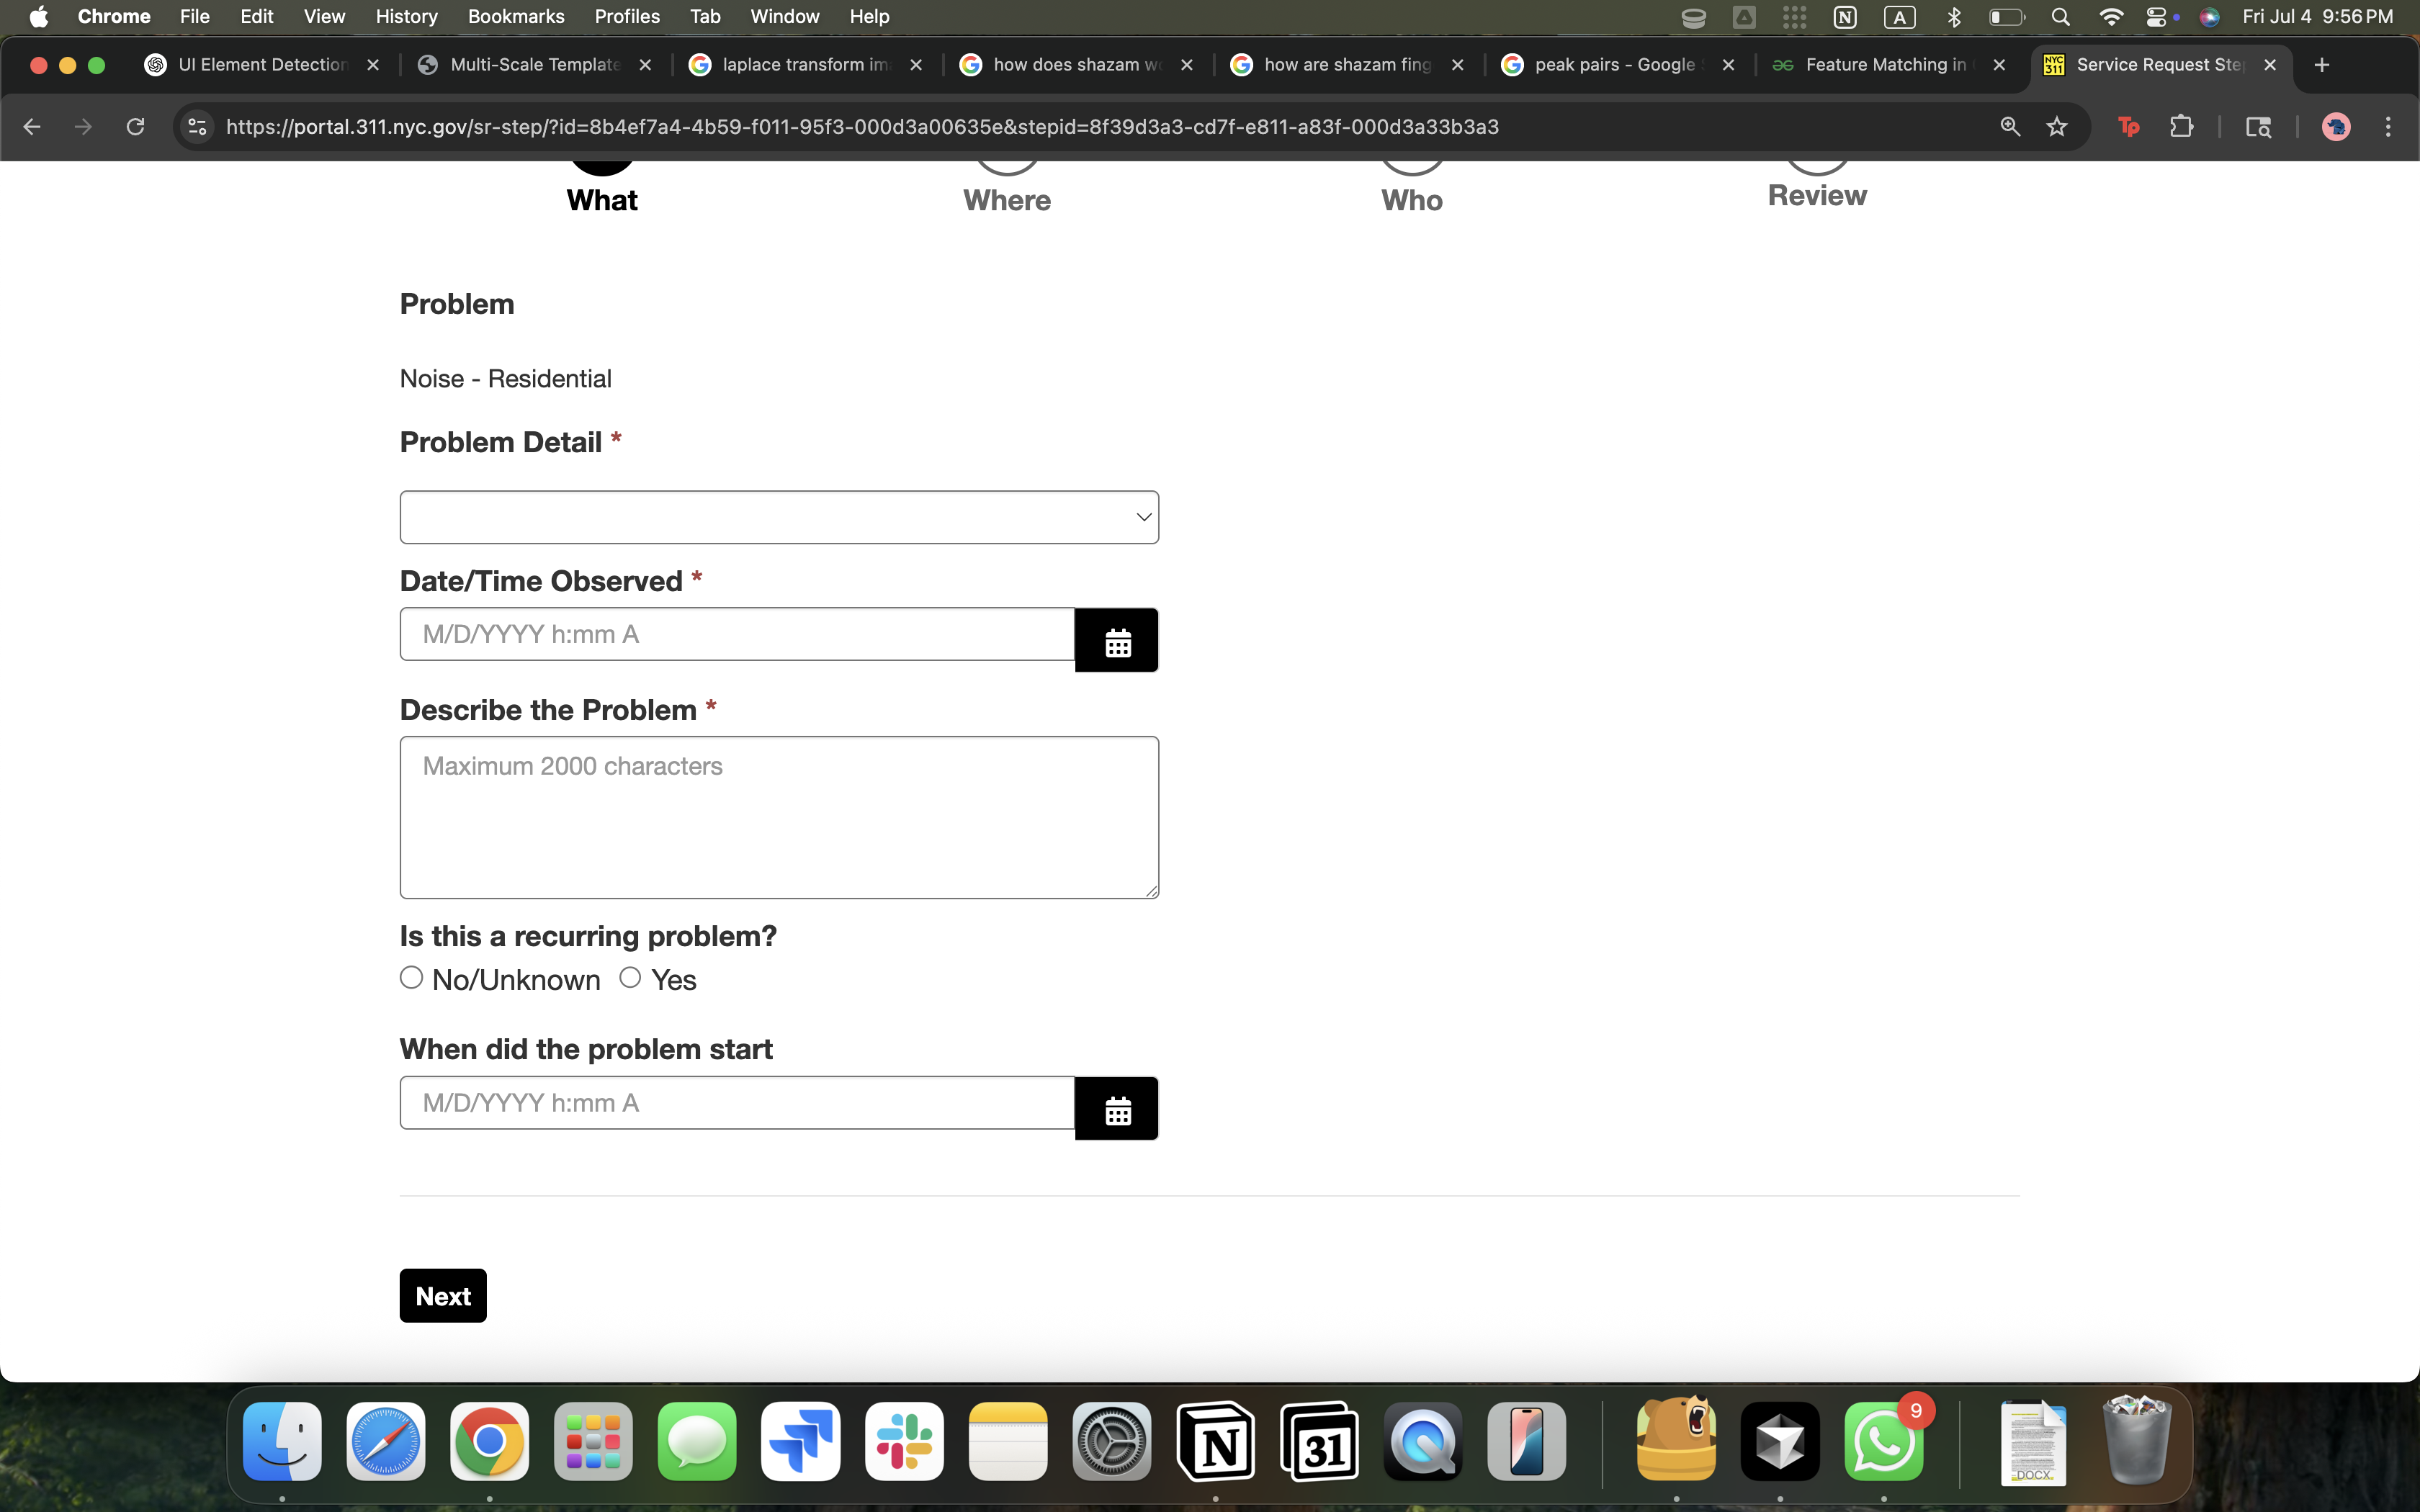 Chrome File Edit View History Bookmarks Profiles Tab Window Help
N A Fri Jul 4 9:56 PM
UI Element Detection
Multi-Scale Template
laplace transform im
how does shazam w
how are shazam fing
peak pairs - Google
Feature Matching in
NYC 311 Service Request Ste
https://portal.311.nyc.gov/sr-step/?id=8b4ef7a4-4b59-f011-95f3-000d3a00635e&stepid=8f39d3a3-cd7f-e811-a83f-000d3a33b3a3
Tp
What
Where
Who
Review
Problem
Noise - Residential
Problem Detail *
Date/Time Observed *
M/D/YYYY h:mm A
Describe the Problem *
Maximum 2000 characters
Is this a recurring problem?
No/Unknown Yes
When did the problem start
M/D/YYYY h:mm A
Next
N
31
9
DOCX